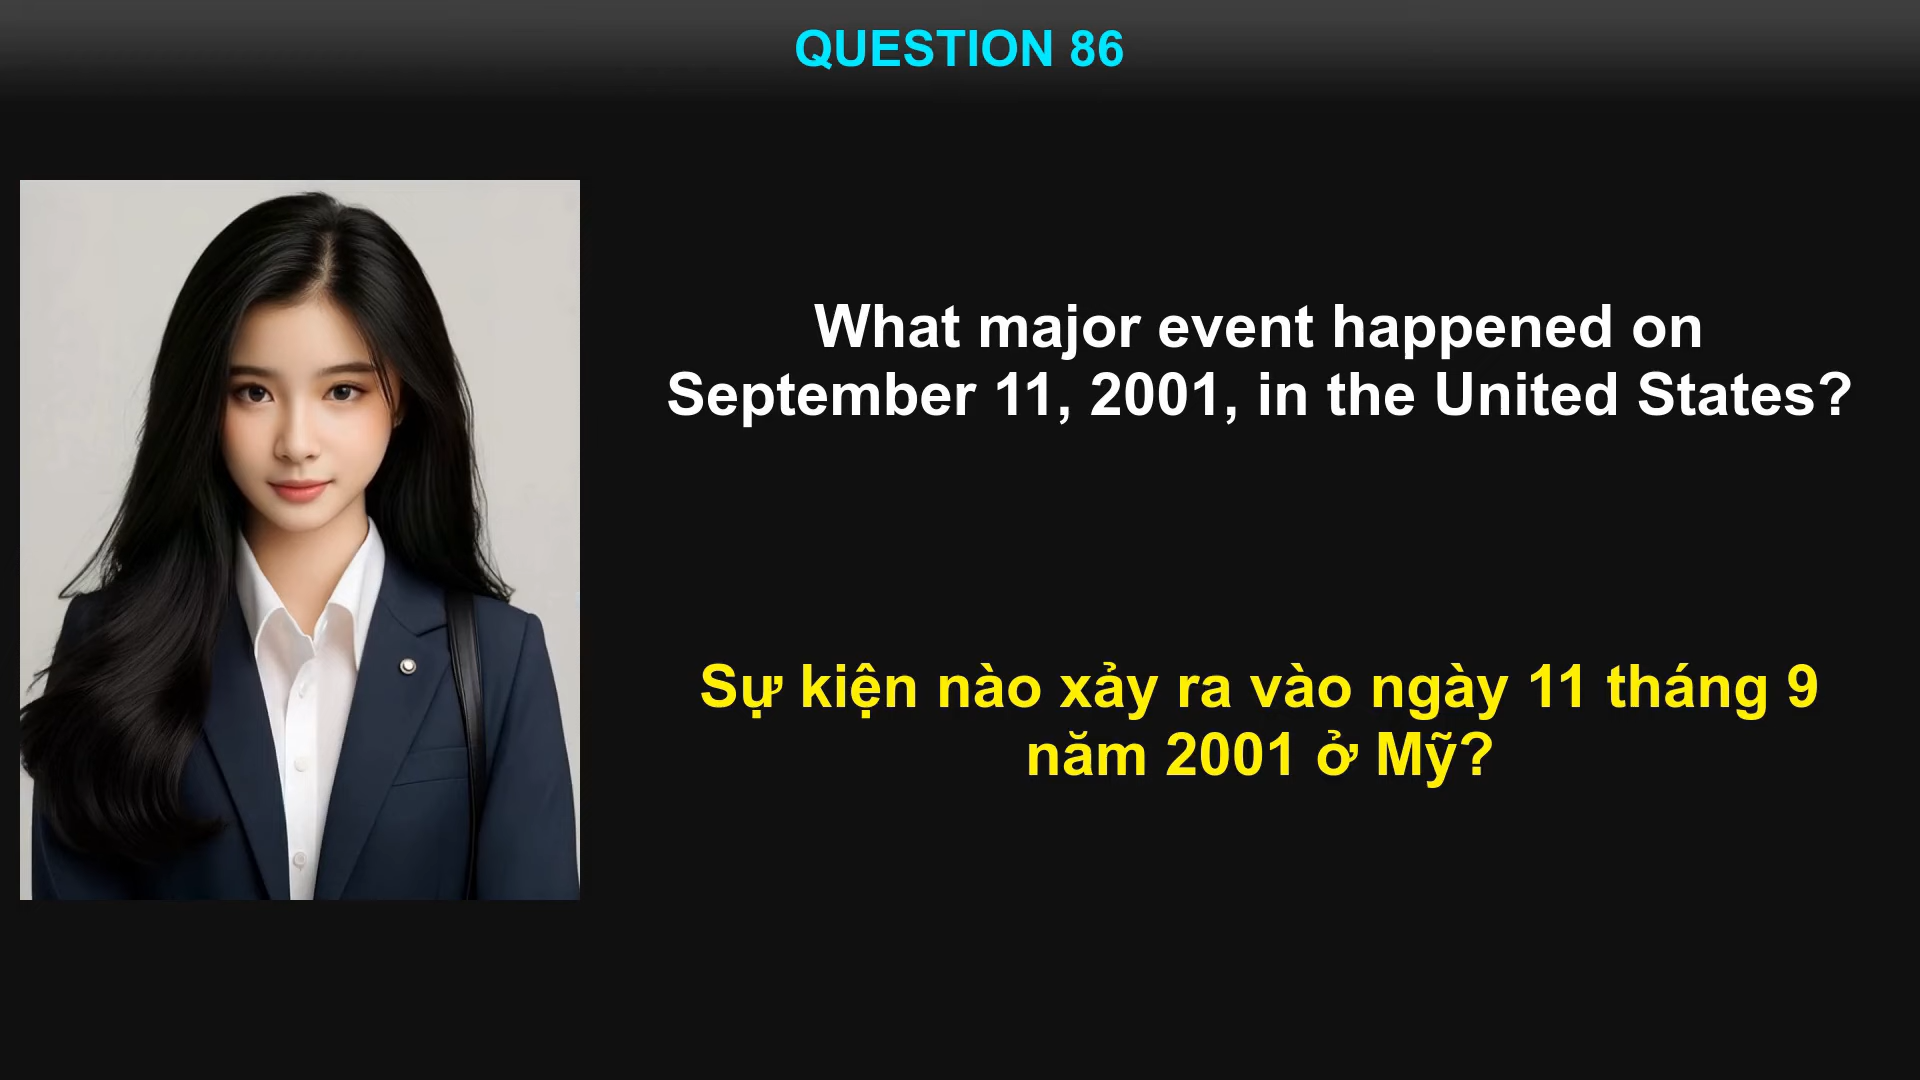 QUESTION 86
What major event happened on
September 11, 2001, in the United States?
Sự kiện nào xảy ra vào ngày 11 tháng 9
năm 2001 ở Mỹ?